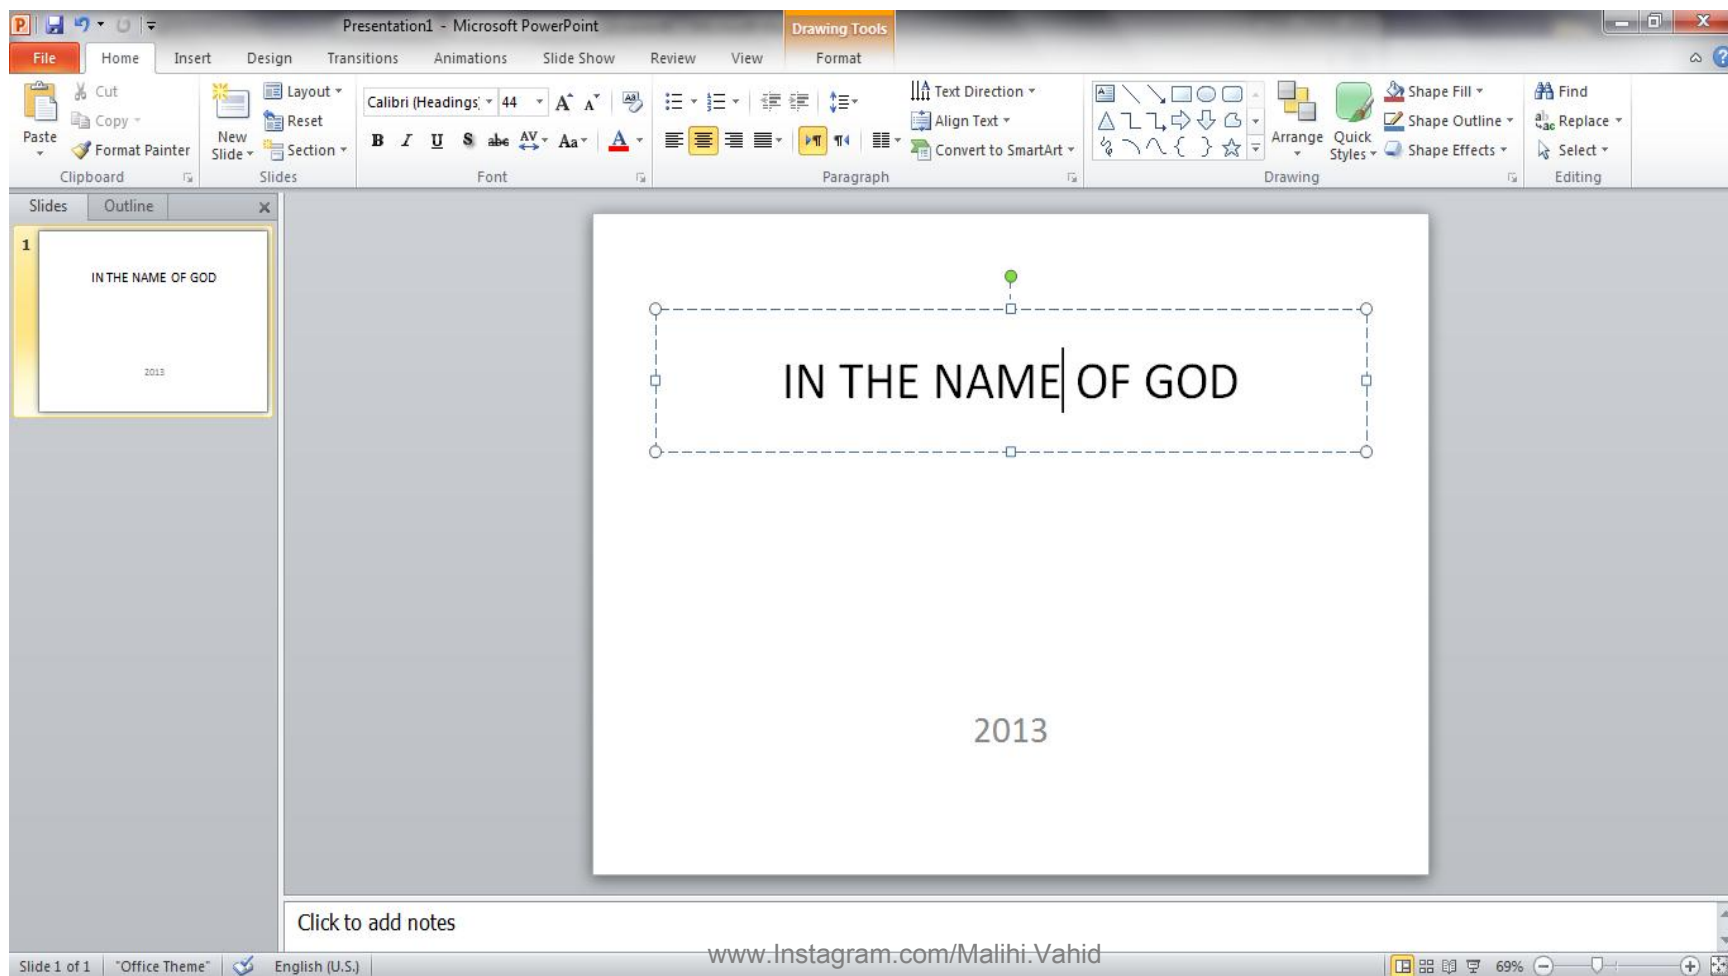 Presentation1 - Microsoft PowerPoint
Drawing Tools
File Home Insert Design Transitions Animations Slide Show Review View Format
Paste
Cut
Copy
Format Painter
Clipboard
New Slide
Layout
Reset
Section
Slides
Calibri (Headings) 44
B I U S abc AV Aa A
Font
Text Direction
Align Text
Convert to SmartArt
Paragraph
Arrange
Quick Styles
Shape Fill
Shape Outline
Shape Effects
Drawing
Find
Replace
Select
Editing
Slides Outline
1
IN THE NAME OF GOD
2013
IN THE NAME OF GOD
2013
Click to add notes
www.Instagram.com/Malihi.Vahid
Slide 1 of 1 "Office Theme" English (U.S.) 69%